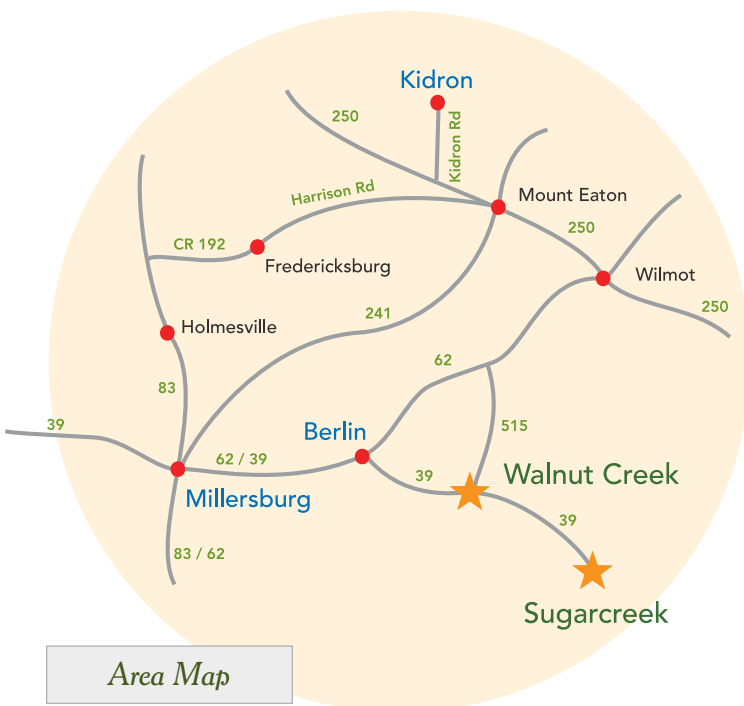 Kidron
250
Kidron Rd
Harrison Rd
Mount Eaton
CR 192
250
Fredericksburg
Wilmot
250
241
Holmesville
62
83
39
Berlin
515
62 / 39
39
Walnut Creek
Millersburg
39
83 / 62
Sugarcreek
Area Map